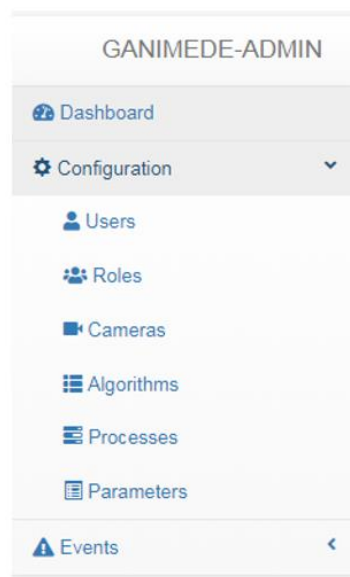 GANIMEDE-ADMIN
Dashboard
Configuration
Users
Roles
Cameras
Algorithms
Processes
Parameters
Events